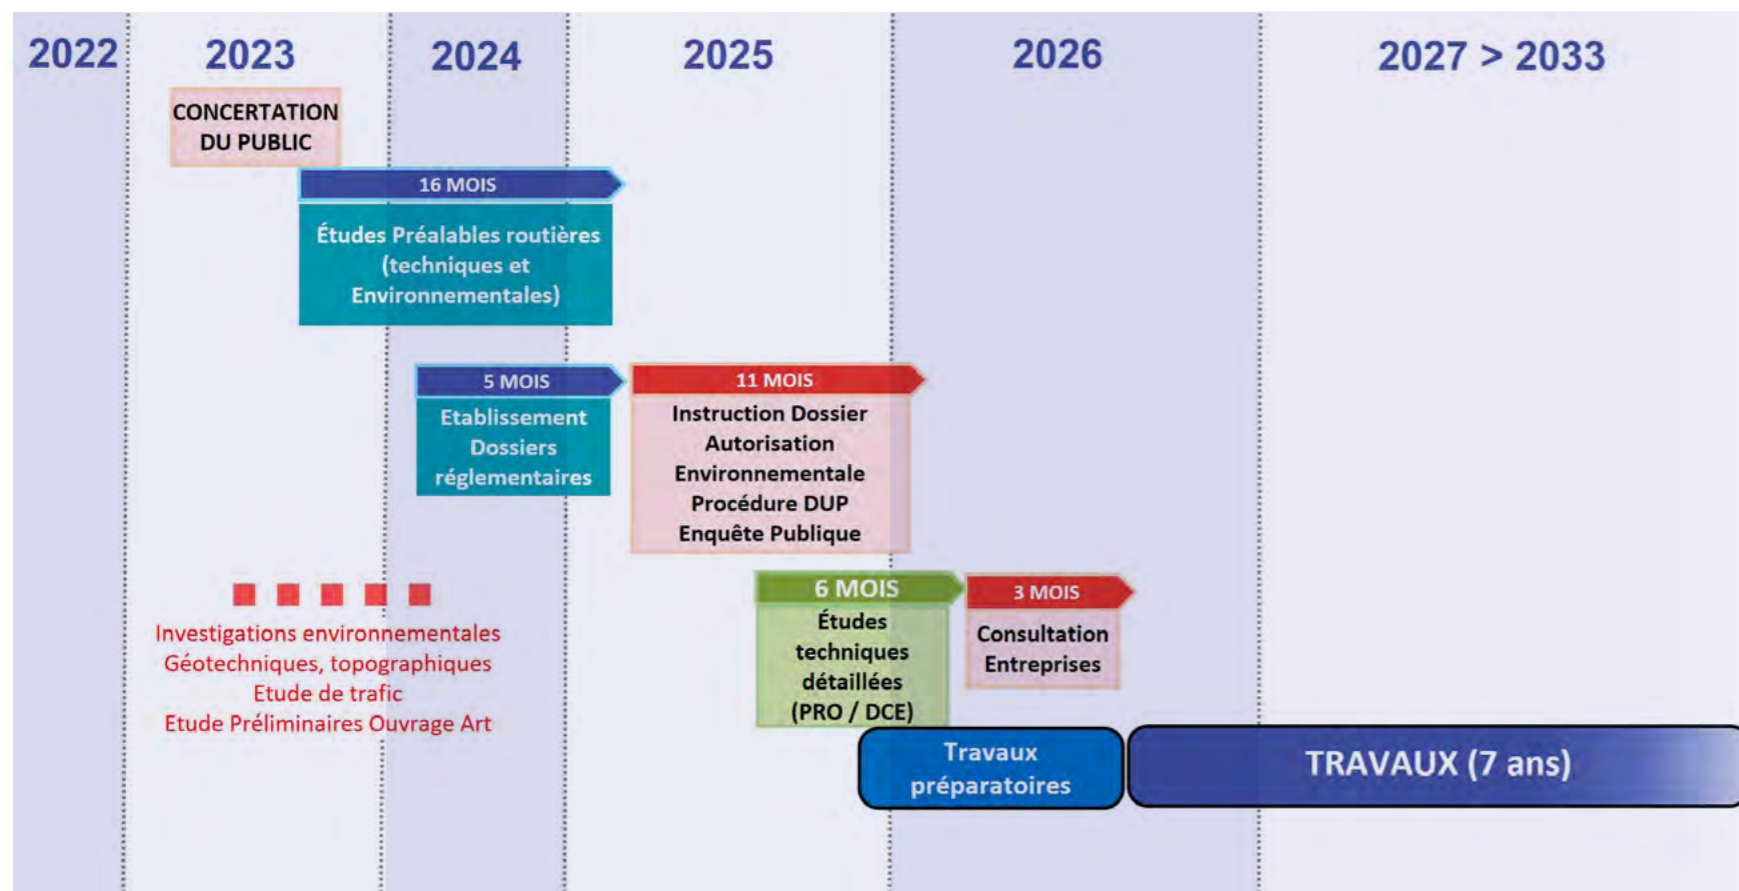 2022
2023
2024
2025
2026
2027 > 2033
CONCERTATION
DU PUBLIC
16 MOIS
Études Préalables routières
(techniques et
Environnementales)
5 MOIS
Etablissement
Dossiers
réglementaires
11 MOIS
Instruction Dossier
Autorisation
Environnementale
Procédure DUP
Enquête Publique
Investigations environnementales
Géotechniques, topographiques
Etude de trafic
Etude Préliminaires Ouvrage Art
6 MOIS
Études
techniques
détaillées
(PRO / DCE)
3 MOIS
Consultation
Entreprises
Travaux
préparatoires
TRAVAUX (7 ans)